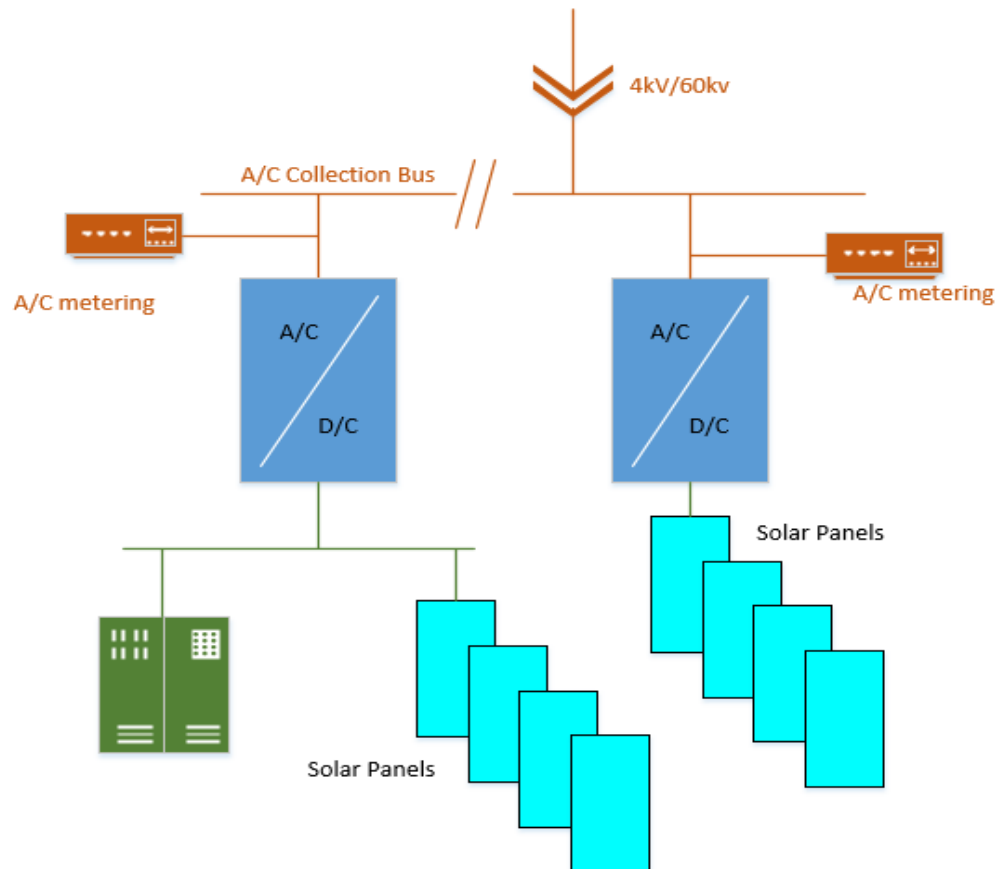 4kV/60kv
A/C Collection Bus
A/C metering
A/C metering
A/C
D/C
A/C
D/C
Solar Panels
Solar Panels